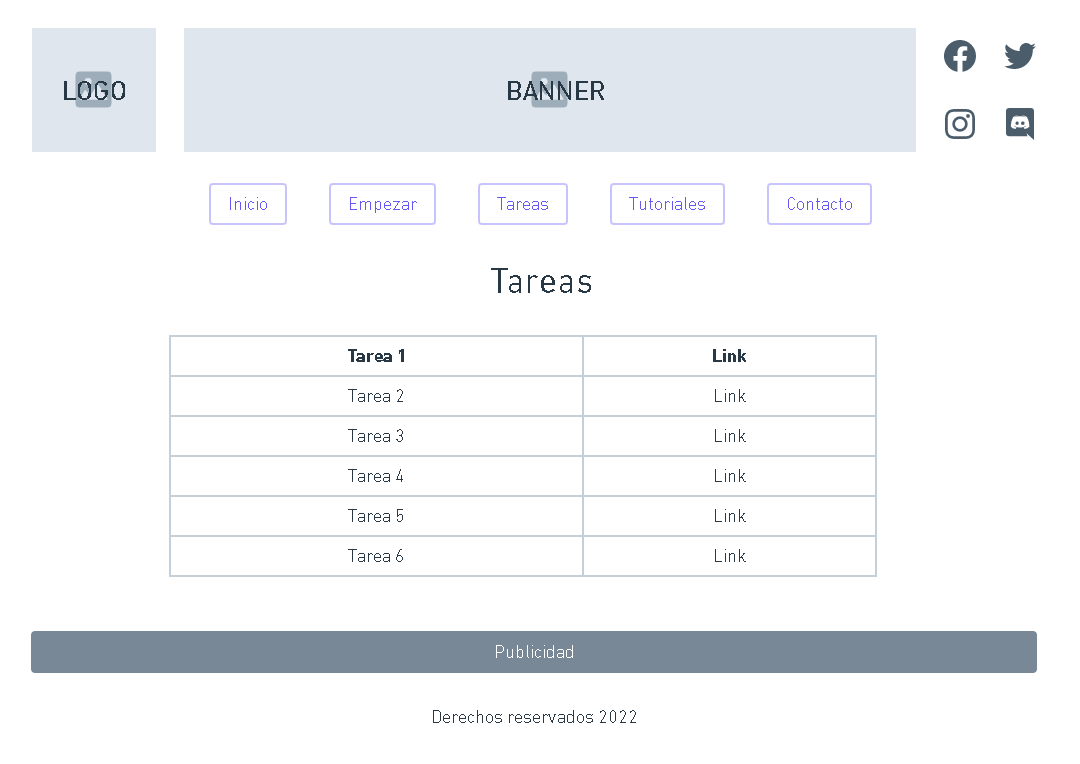 LOGO
BANNER
Inicio
Empezar
Tareas
Tutoriales
Contacto
Tareas
Tarea 1 Link
Tarea 2 Link
Tarea 3 Link
Tarea 4 Link
Tarea 5 Link
Tarea 6 Link
Publicidad
Derechos reservados 2022